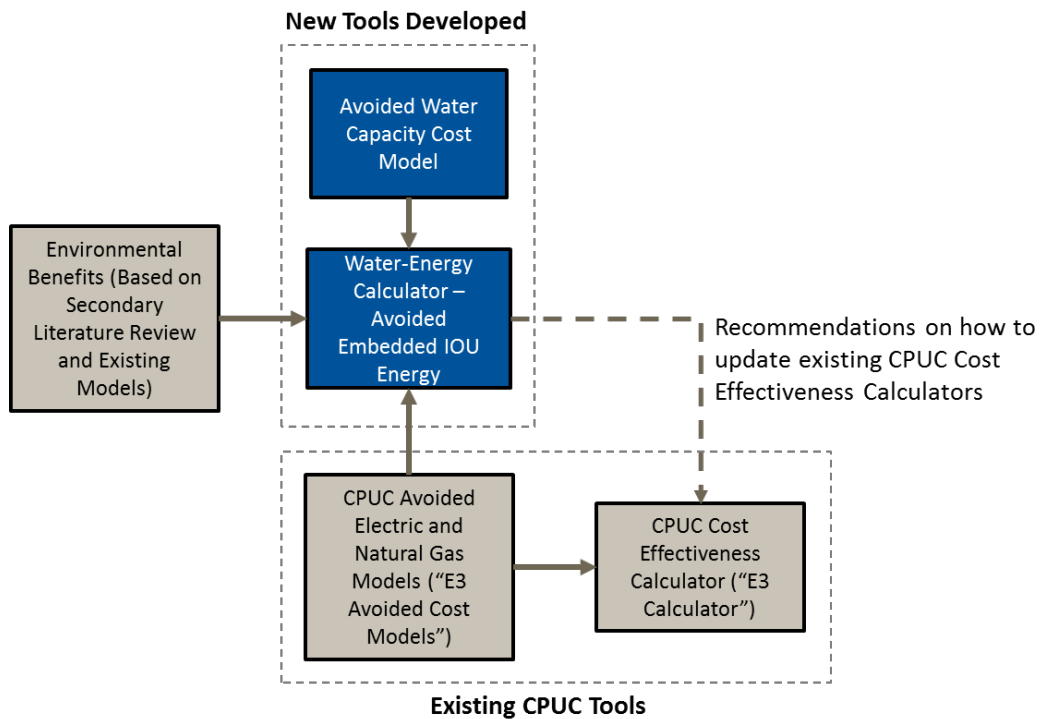 New Tools Developed
Avoided Water
Capacity Cost
Model
Environmental
Benefits (Based on
Secondary
Literature Review
and Existing
Models)
Water-Energy
Calculator –
Avoided
Embedded IOU
Energy
Recommendations on how to
update existing CPUC Cost
Effectiveness Calculators
CPUC Avoided
Electric and
Natural Gas
Models (“E3
Avoided Cost
Models”)
CPUC Cost
Effectiveness
Calculator (“E3
Calculator”)
Existing CPUC Tools